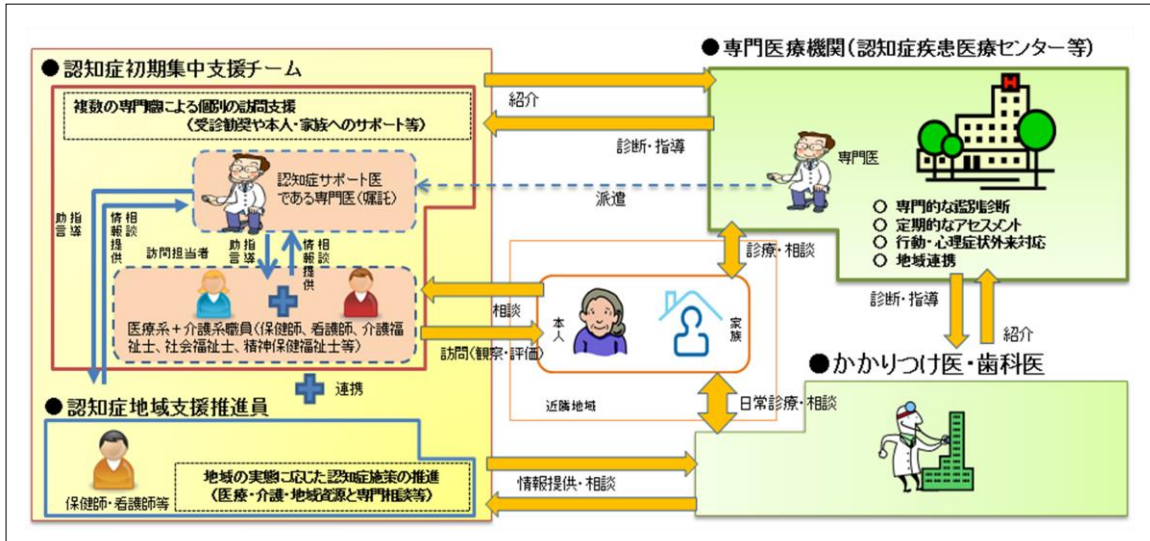 ●認知症初期集中支援チーム
複数の専門職による個別の訪問支援
(受診勧奨や本人・家族へのサポート等)
認知症サポート医
である専門医(嘱託)
指導
助言
相談
情報提供
訪問担当者
指導
助言
相談
情報提供
医療系+介護系職員(保健師、看護師、介護福
祉士、社会福祉士、精神保健福祉士等)
連携
●認知症地域支援推進員
地域の実態に応じた認知症施策の推進
(医療・介護・地域資源と専門相談等)
保健師・看護師等
紹介
診断・指導
派遣
相談
訪問(観察・評価)
本人
家族
近隣地域
診療・相談
日常診療・相談
情報提供・相談
●専門医療機関(認知症疾患医療センター等)
H
専門医
○ 専門的な鑑別診断
○ 定期的なアセスメント
○ 行動・心理症状外来対応
○ 地域連携
診断・指導
紹介
●かかりつけ医・歯科医